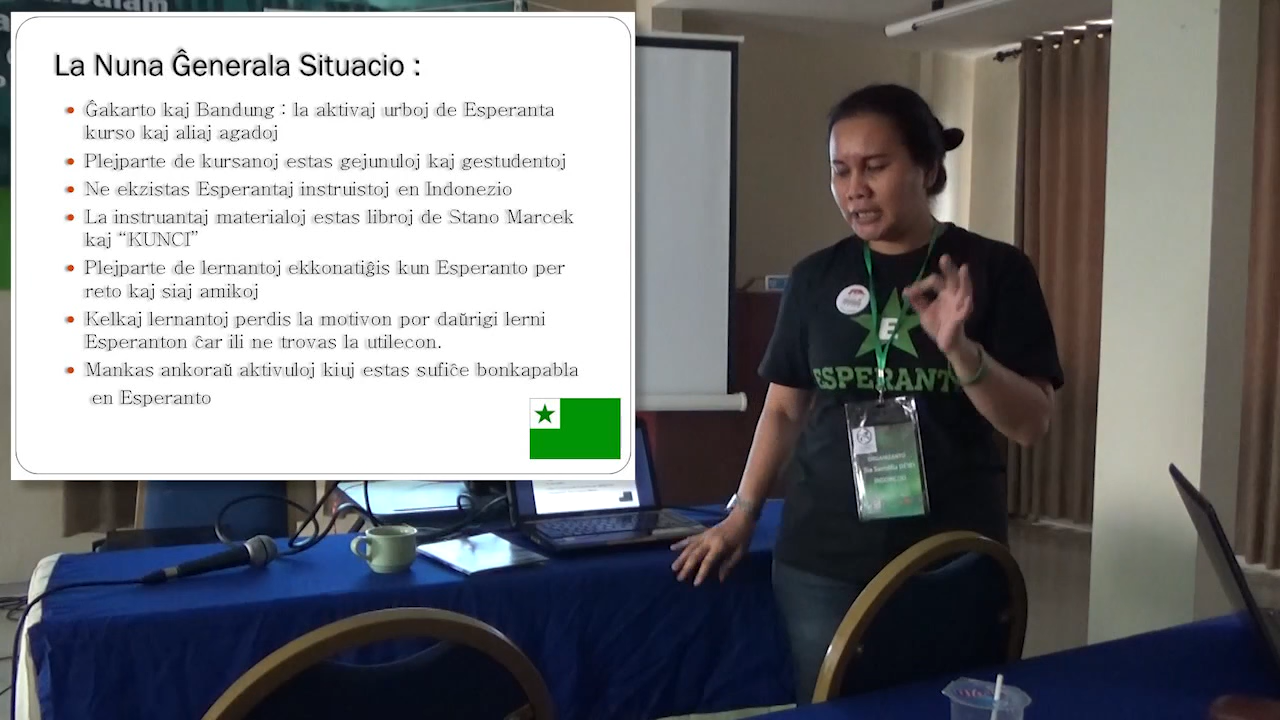 La Nuna Ĝenerala Situacio :
Ĝakarto kaj Bandung : la aktivaj urboj de Esperanta
kurso kaj aliaj agadoj
Plejparte de kursanoj estas gejunuloj kaj gestudentoj
Ne ekzistas Esperantaj instruistoj en Indonezio
La instruantaj materialoj estas libroj de Stano Marcek
kaj “KUNCI”
Plejparte de lernantoj ekkonatiĝis kun Esperanto per
reto kaj siaj amikoj
Kelkaj lernantoj perdis la motivon por daŭrigi lerni
Esperanton ĉar ili ne trovas la utilecon.
Mankas ankoraŭ aktivuloj kiuj estas sufiĉe bonkapabla
en Esperanto
E
ESPERANT
ORGANIZANTO